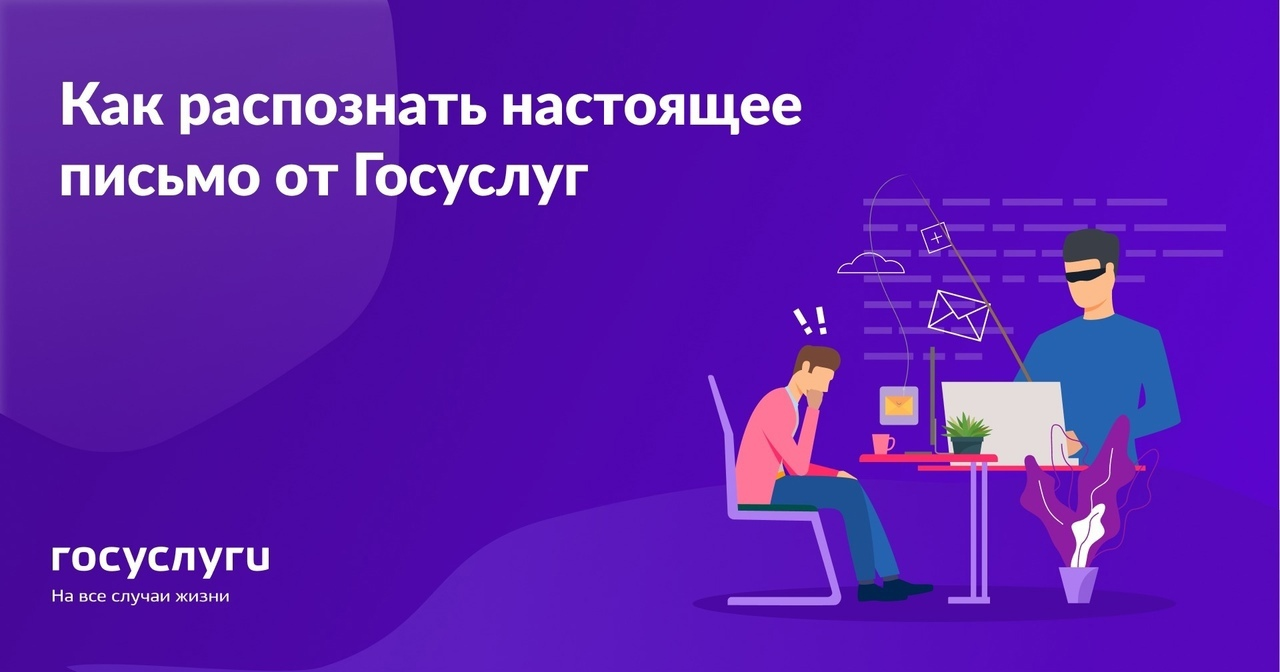 Как распознать настоящее
письмо от Госуслуг
госуслуги
На все случаи жизни